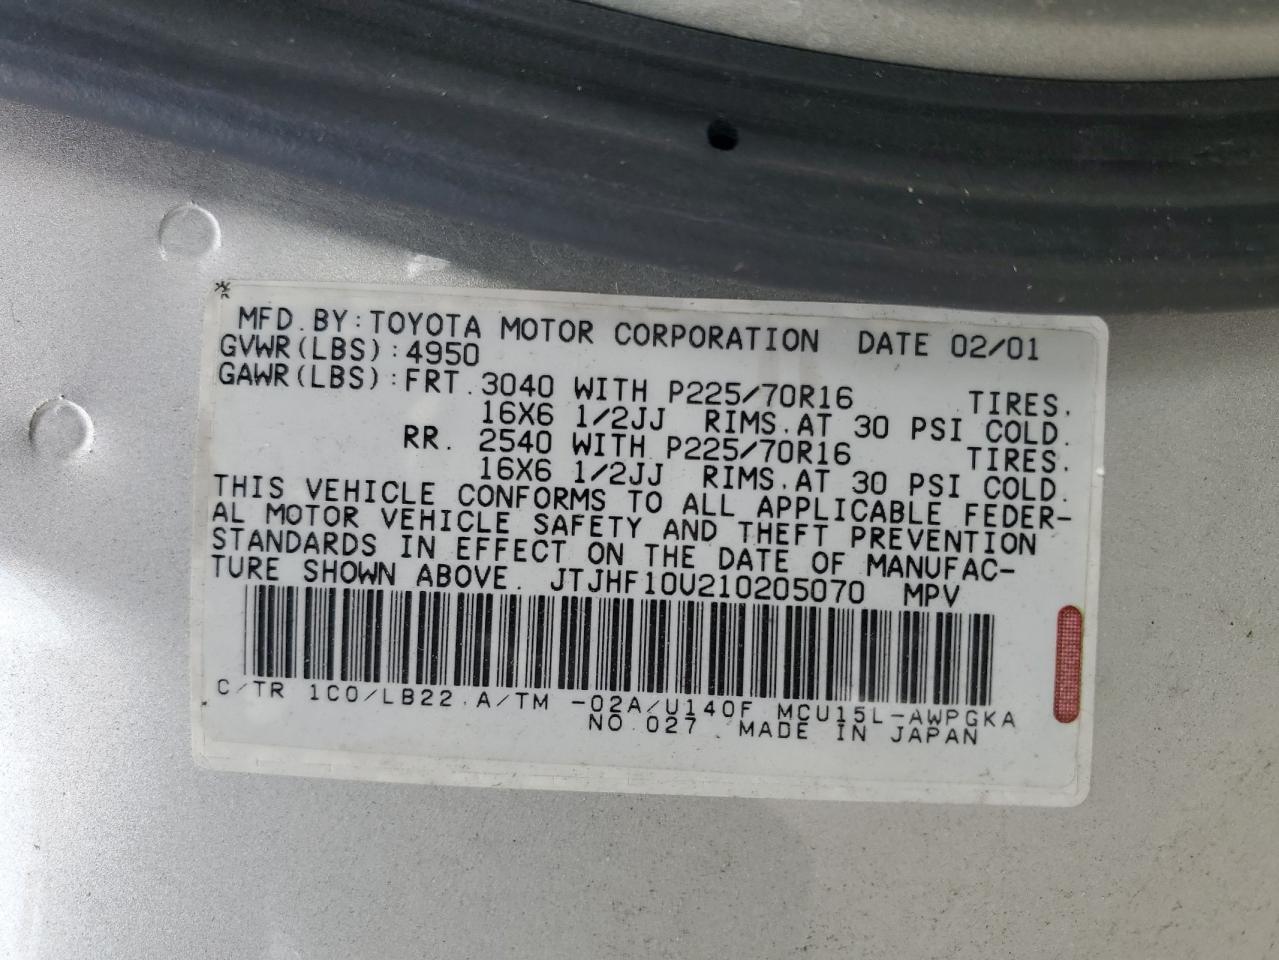 MFD.BY:TOYOTA MOTOR CORPORATION DATE 02/01
GVWR(LBS):4950
GAWR(LBS):FRT.3040 WITH P225/70R16 TIRES.
16X6 1/2JJ RIMS.AT 30 PSI COLD.
RR. 2540 WITH P225/70R16 TIRES.
16X6 1/2JJ RIMS.AT 30 PSI COLD.
THIS VEHICLE CONFORMS TO ALL APPLICABLE FEDER-
AL MOTOR VEHICLE SAFETY AND THEFT PREVENTION
STANDARDS IN EFFECT ON THE DATE OF MANUFAC-
TURE SHOWN ABOVE. JTJHF10U210205070 MPV
C/TR 1C0/LB22.A/TM -02A/U140F MCU15L-AWPGKA
NO.027. MADE IN JAPAN